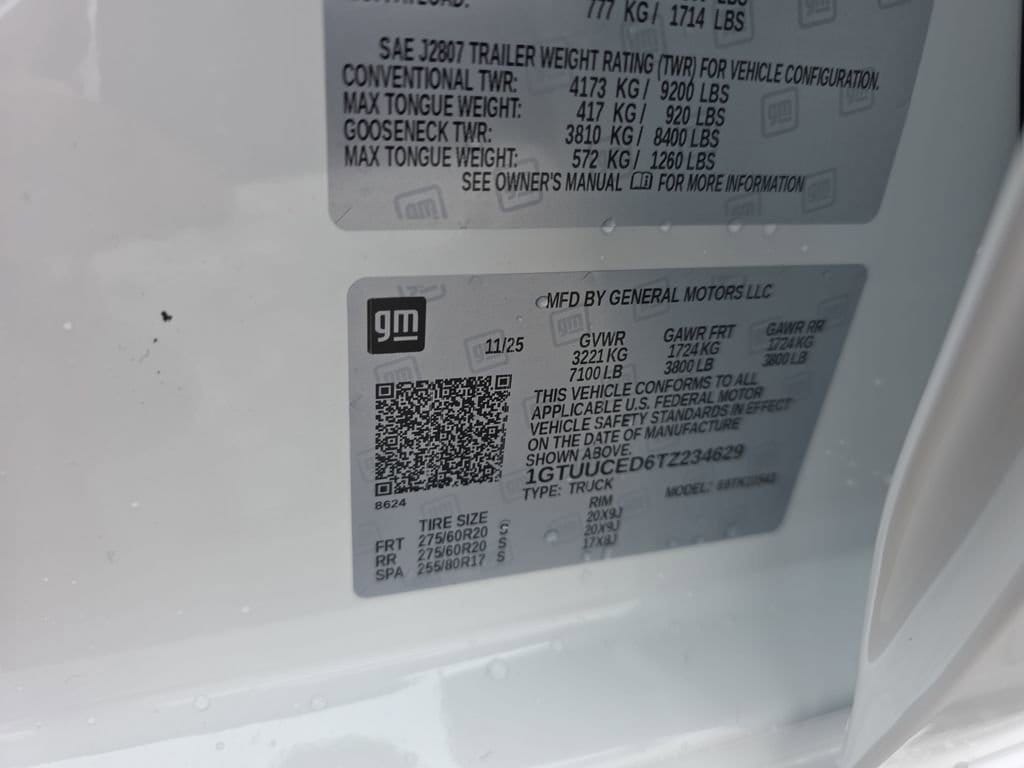 777 KG/ 1714 LBS
SAE J2807 TRAILER WEIGHT RATING (TWR) FOR VEHICLE CONFIGURATION.
CONVENTIONAL TWR: 4173 KG/ 9200 LBS
MAX TONGUE WEIGHT: 417 KG/ 920 LBS
GOOSENECK TWR: 3810 KG/ 8400 LBS
MAX TONGUE WEIGHT: 572 KG/ 1260 LBS
SEE OWNER'S MANUAL FOR MORE INFORMATION
gm
MFD BY GENERAL MOTORS LLC
11/25 GVWR GAWR FRT GAWR RR
3221 KG 1724 KG 1724 KG
7100 LB 3800 LB 3800 LB
THIS VEHICLE CONFORMS TO ALL
APPLICABLE U.S. FEDERAL MOTOR
VEHICLE SAFETY STANDARDS IN EFFECT
ON THE DATE OF MANUFACTURE
SHOWN ABOVE.
1GTUUCED6TZ234629
TYPE: TRUCK MODEL:
8624
TIRE SIZE RIM
FRT 275/60R20 S 20X9J
RR 275/60R20 S 20X9J
SPA 255/80R17 S 17X8J